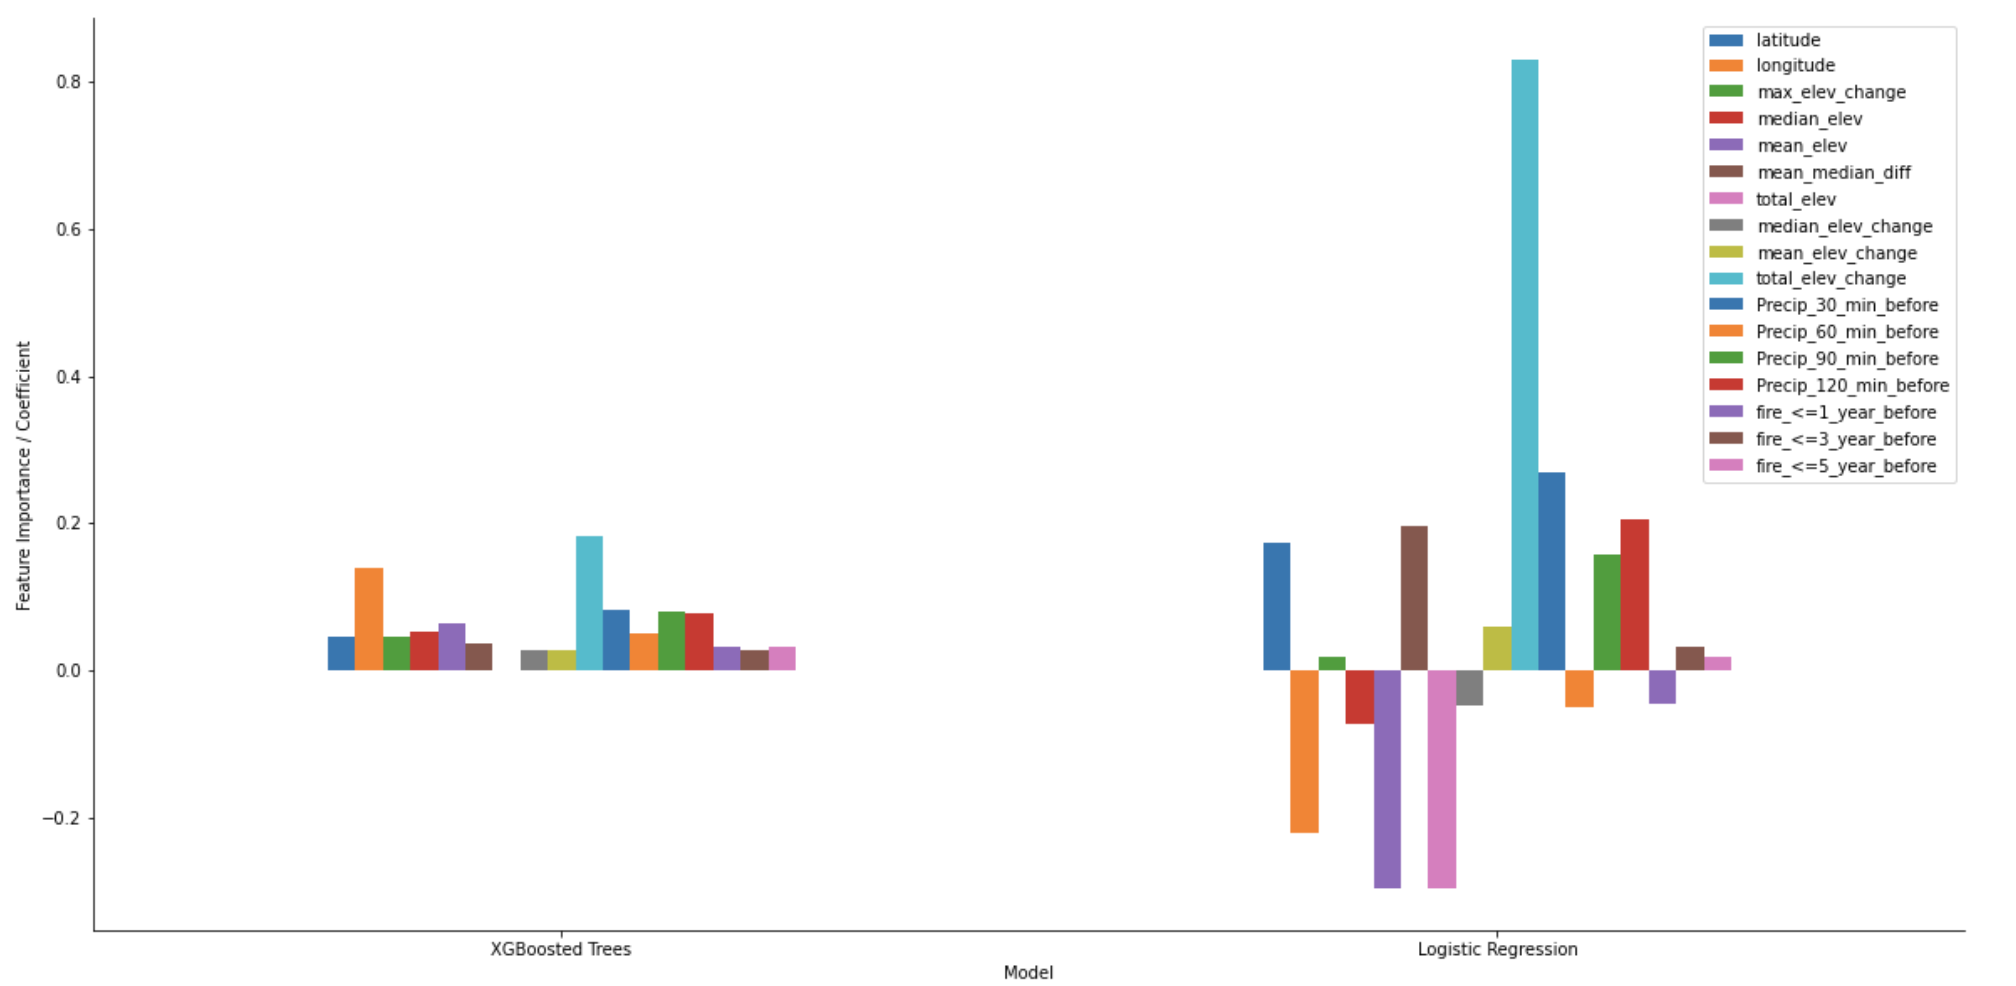 latitude
longitude
max_elev_change
median_elev
mean_elev
mean_median_diff
total_elev
median_elev_change
mean_elev_change
total_elev_change
Precip_30_min_before
Precip_60_min_before
Precip_90_min_before
Precip_120_min_before
fire_<=1_year_before
fire_<=3_year_before
fire_<=5_year_before
0.8
0.6
0.4
0.2
0.0
−0.2
Feature Importance / Coefficient
XGBoosted Trees
Logistic Regression
Model